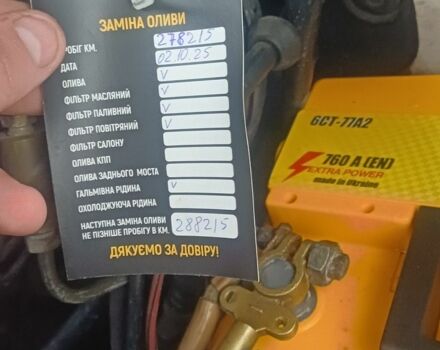 ЗАМІНА ОЛИВИ
ПРОБІГ КМ. 278215
ДАТА 02.10.25
ОЛИВА V
ФІЛЬТР МАСЛЯНИЙ V
ФІЛЬТР ПАЛИВНИЙ V
ФІЛЬТР ПОВІТРЯНИЙ V
ФІЛЬТР САЛОНУ
ОЛИВА КПП
ОЛИВА ЗАДНЬОГО МОСТА
ГАЛЬМІВНА РІДИНА V
ОХОЛОДЖУЮЧА РІДИНА
НАСТУПНА ЗАМІНА ОЛИВИ
НЕ ПІЗНІШЕ ПРОБІГУ В КМ. 288215
ДЯКУЄМО ЗА ДОВІРУ!
6СТ-77А2
760 A (EN)
EXTRA POWER
made in Ukraine